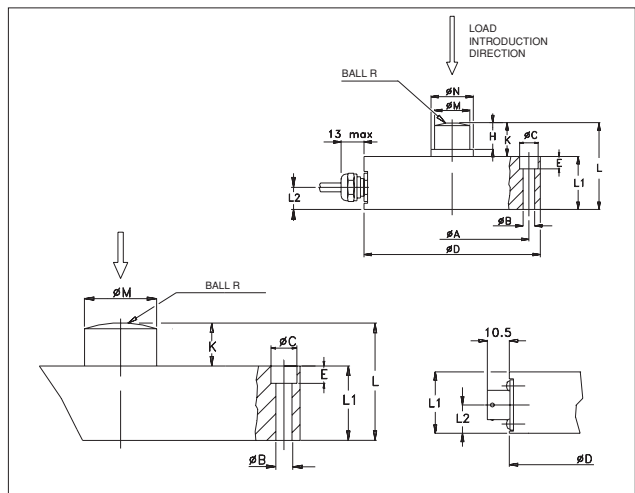 LOAD
INTRODUCTION
DIRECTION
BALL R
øN
øM
13 max
H
K
øC
E
L
L1
L2
øB
øA
øD
øM
BALL R
K
øC
E
L
L1
øB
10.5
L1
L2
øD